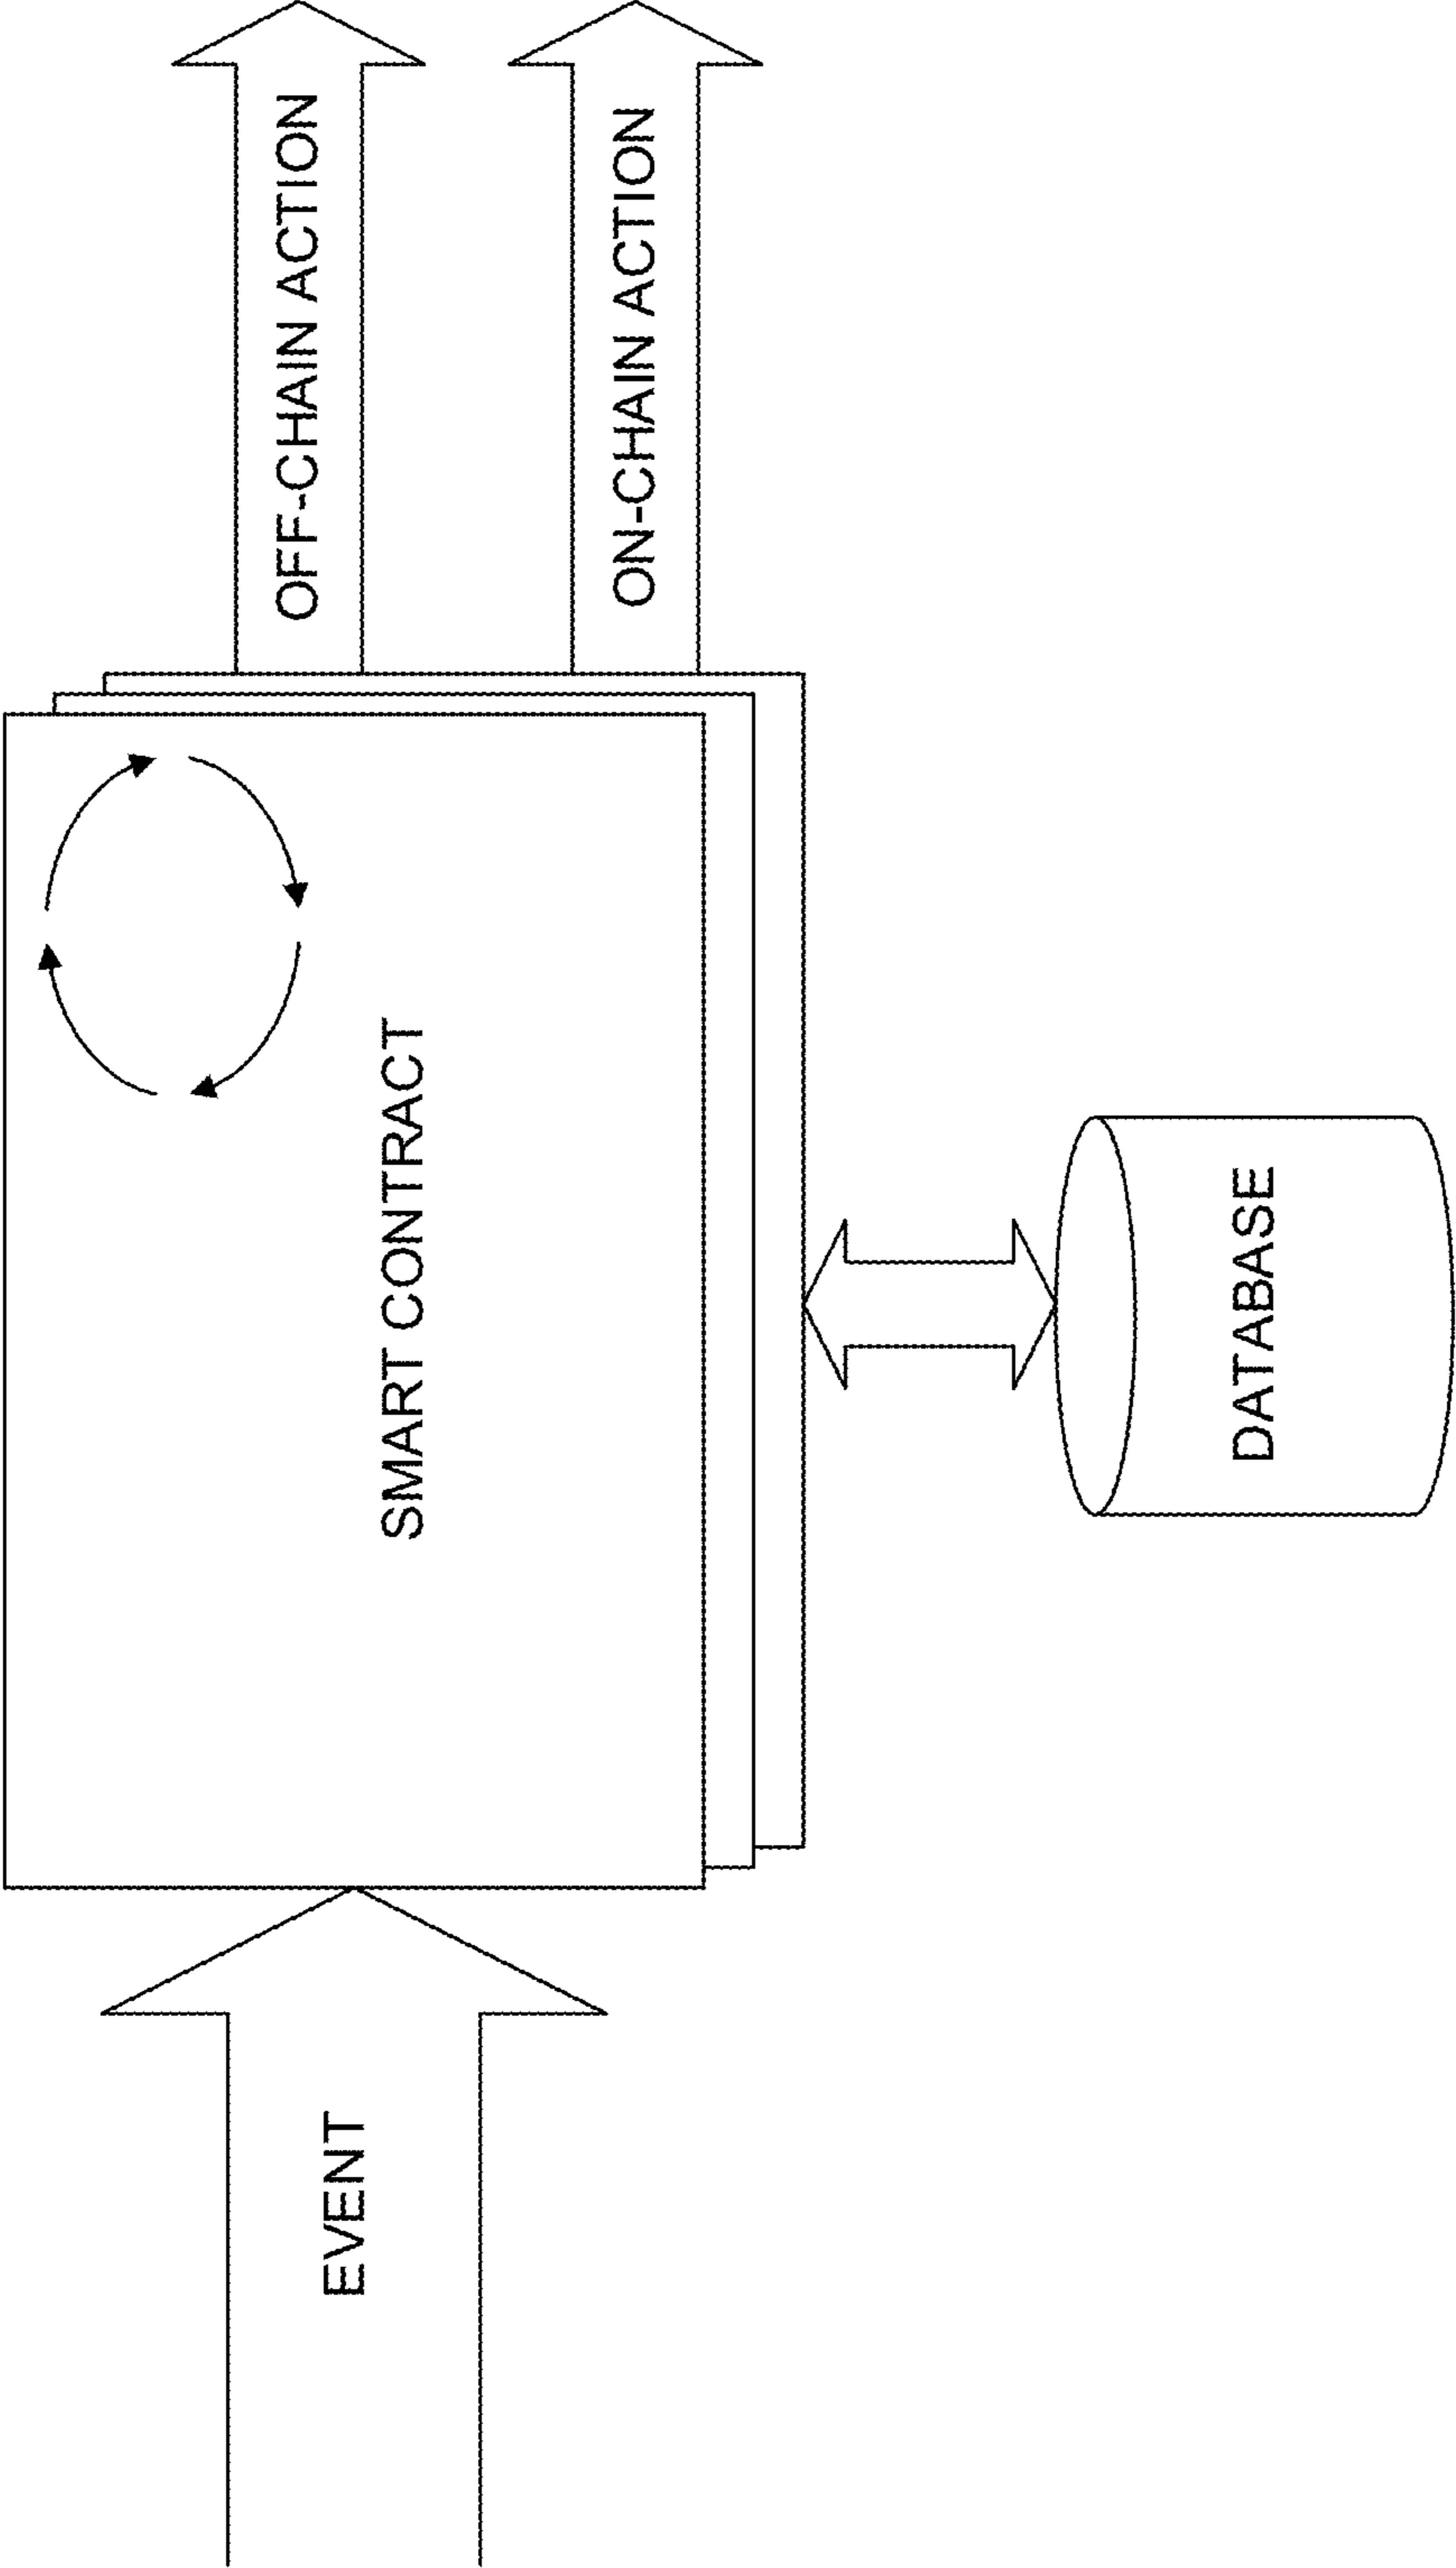 EVENT
SMART CONTRACT
OFF-CHAIN ACTION
ON-CHAIN ACTION
DATABASE